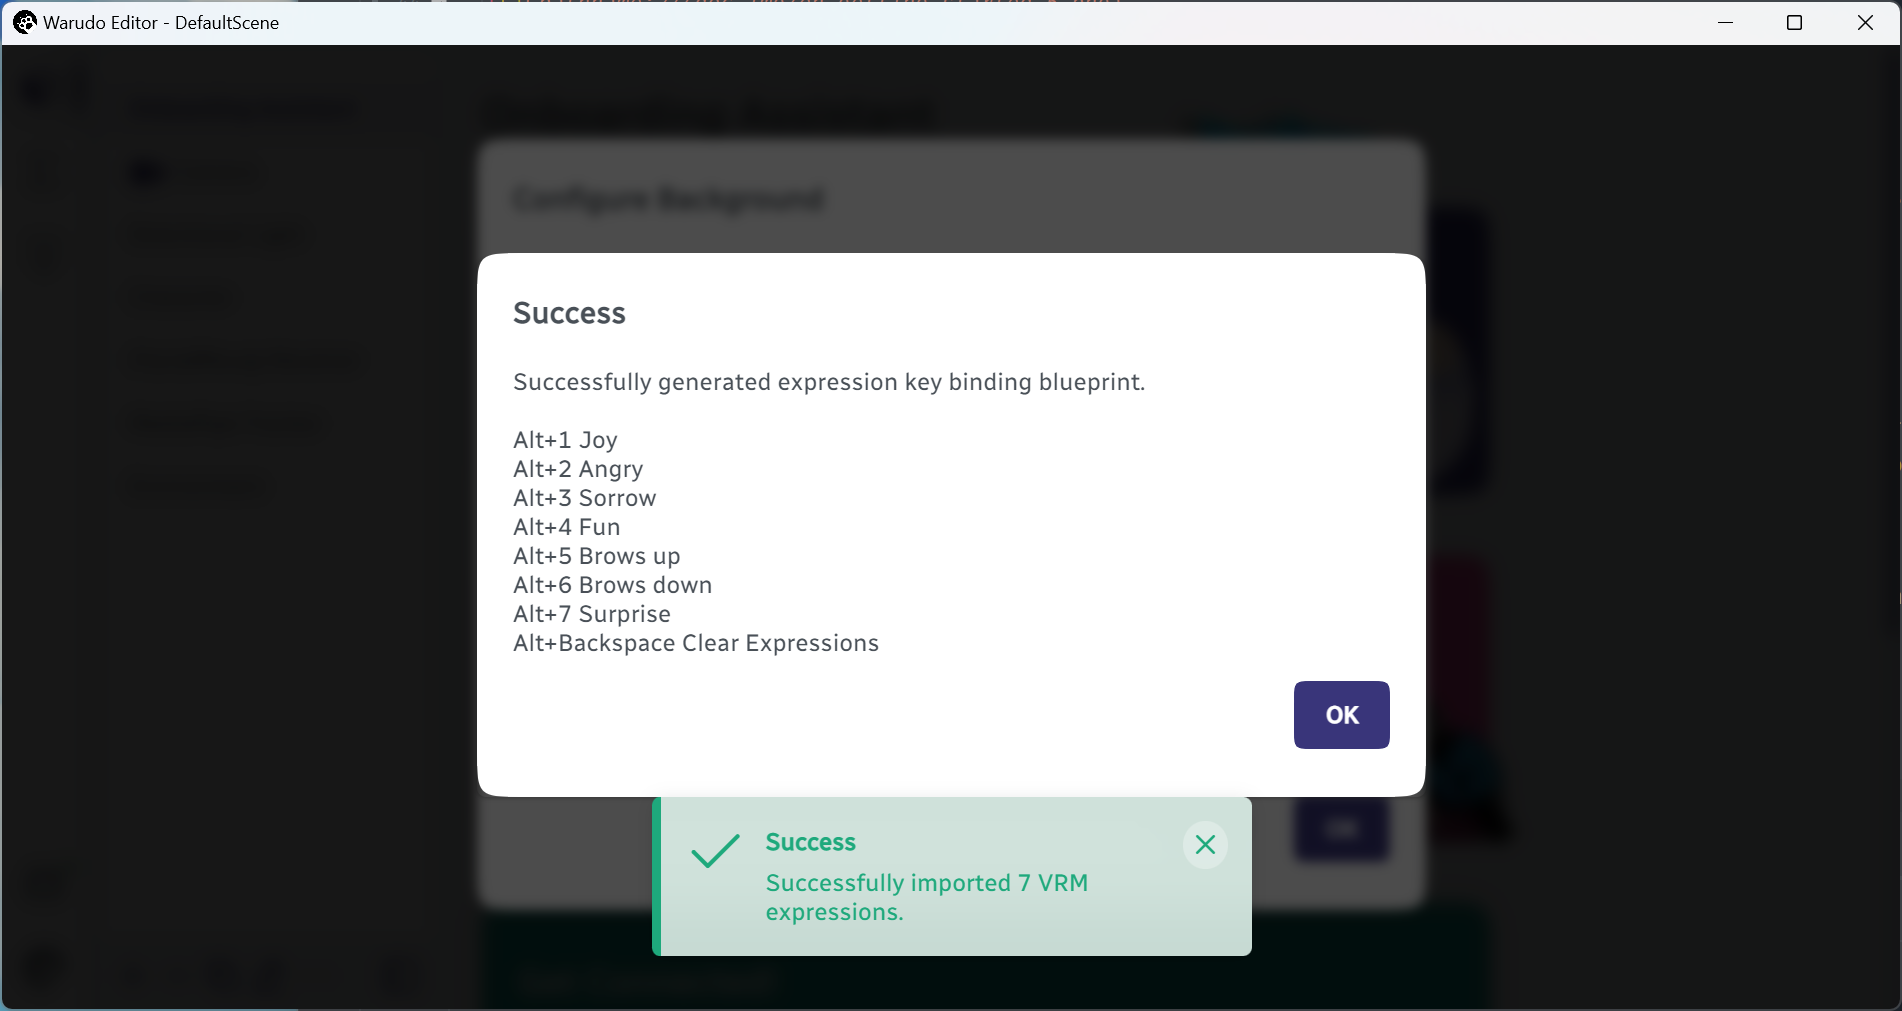 Warudo Editor - DefaultScene
Configure Background
Success
Successfully generated expression key binding blueprint.
Alt+1 Joy
Alt+2 Angry
Alt+3 Sorrow
Alt+4 Fun
Alt+5 Brows up
Alt+6 Brows down
Alt+7 Surprise
Alt+Backspace Clear Expressions
OK
OK
Success
Successfully imported 7 VRM
expressions.